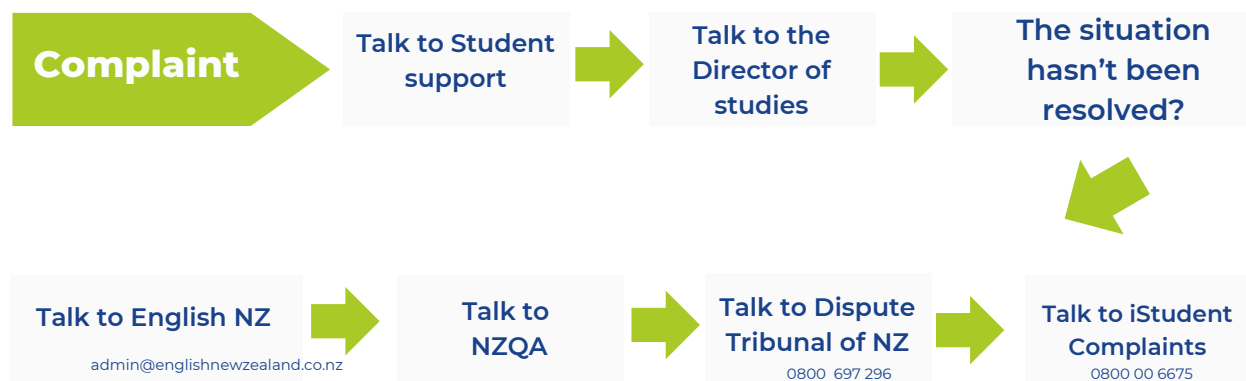 Complaint
Talk to Student
support
Talk to the
Director of
studies
The situation
hasn't been
resolved?
Talk to English NZ
admin@englishnewzealand.co.nz
Talk to
NZQA
Talk to Dispute
Tribunal of NZ
0800 697 296
Talk to iStudent
Complaints
0800 00 6675